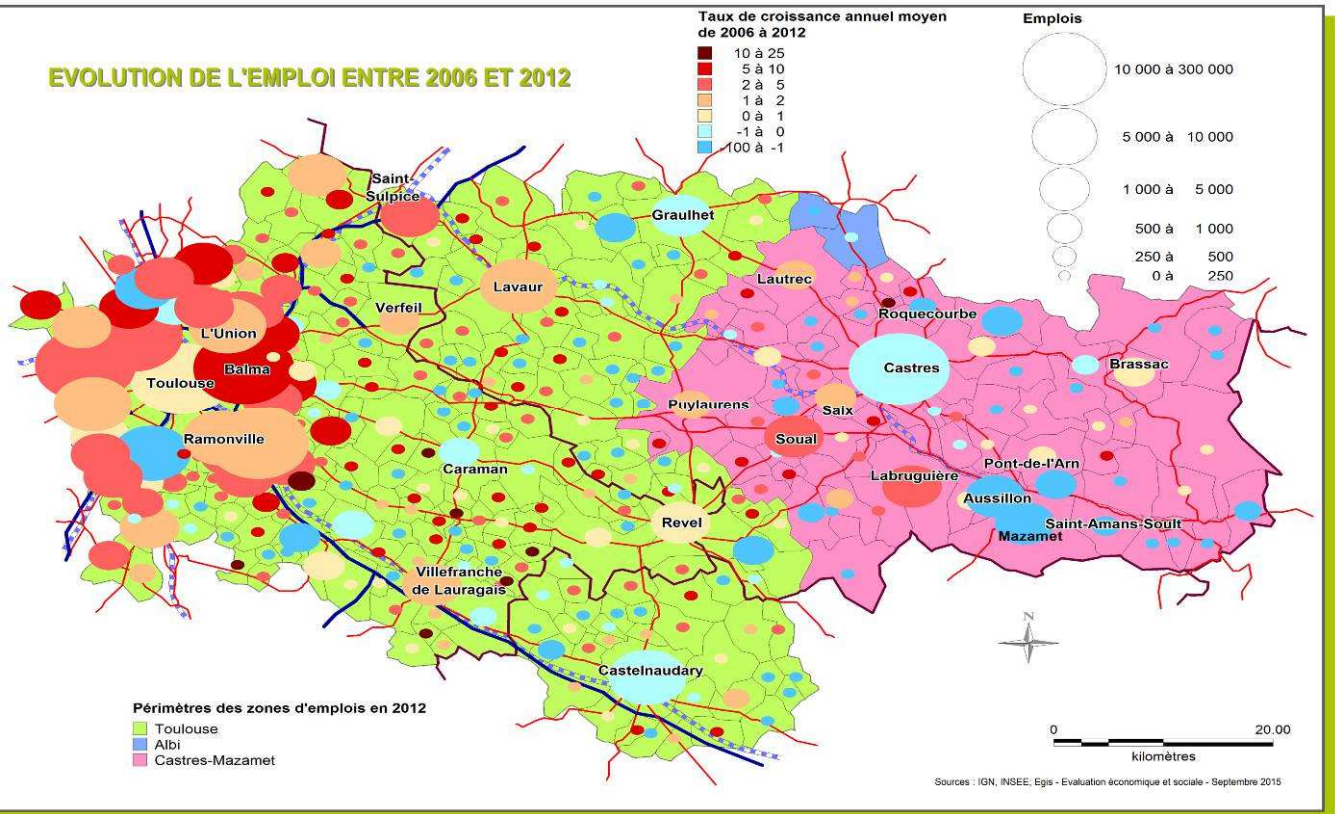 EVOLUTION DE L'EMPLOI ENTRE 2006 ET 2012
Taux de croissance annuel moyen
de 2006 à 2012
10 à 25
5 à 10
2 à 5
1 à 2
0 à 1
-1 à 0
-100 à -1
Emplois
10 000 à 300 000
5 000 à 10 000
1 000 à 5 000
500 à 1 000
250 à 500
0 à 250
Saint-
Sulpice
Graulhet
Lautrec
Lavaur
Verfeil
Roquecourbe
L'Union
Castres
Brassac
Toulouse
Balma
Puylaurens
Saix
Ramonville
Soual
Caraman
Pont-de-l'Arn
Labruguière
Aussillon
Revel
Saint-Amans-Soult
Mazamet
Villefranche
de Lauragais
Castelnaudary
N
Périmètres des zones d'emplois en 2012
Toulouse
Albi
Castres-Mazamet
0 20.00
kilomètres
Sources : IGN, INSEE, Egis - Evaluation économique et sociale - Septembre 2015